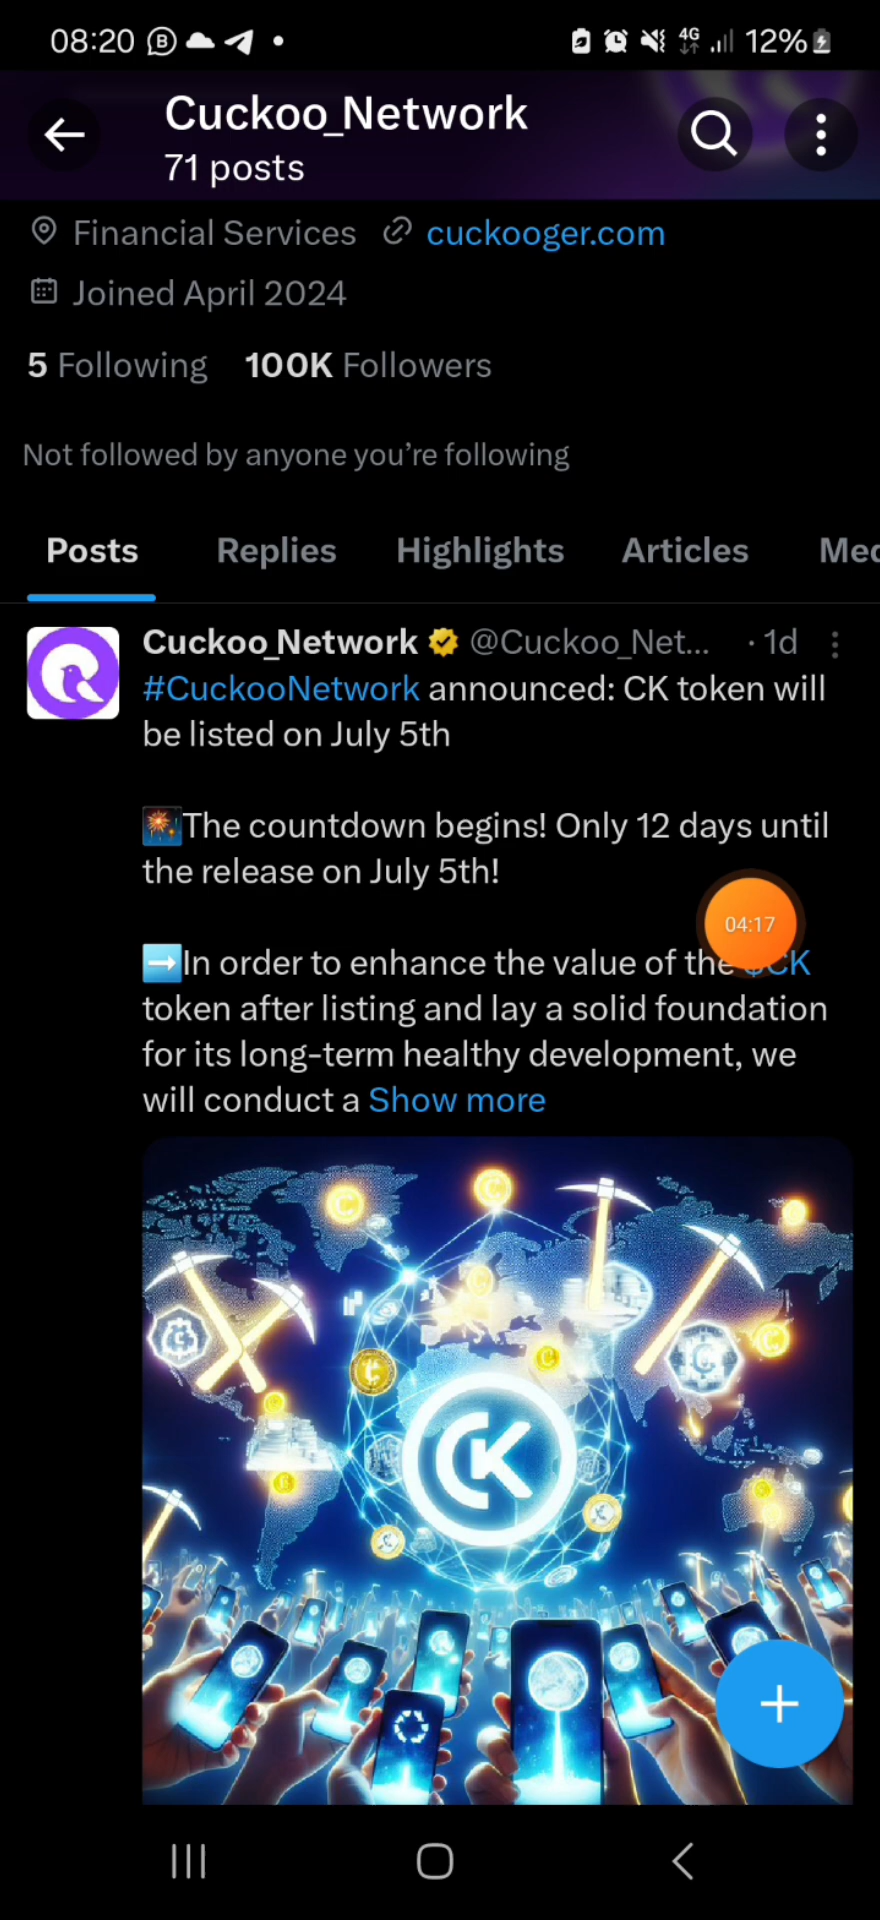 08:20
4G
12%
Cuckoo_Network
71 posts
Financial Services cuckooger.com
Joined April 2024
5 Following 100K Followers
Not followed by anyone you’re following
Posts Replies Highlights Articles Med
Cuckoo_Network @Cuckoo_Net... · 1d
#CuckooNetwork announced: CK token will
be listed on July 5th
🎆The countdown begins! Only 12 days until
the release on July 5th!
04:17
➡️In order to enhance the value of the $CK
token after listing and lay a solid foundation
for its long-term healthy development, we
will conduct a Show more
CK